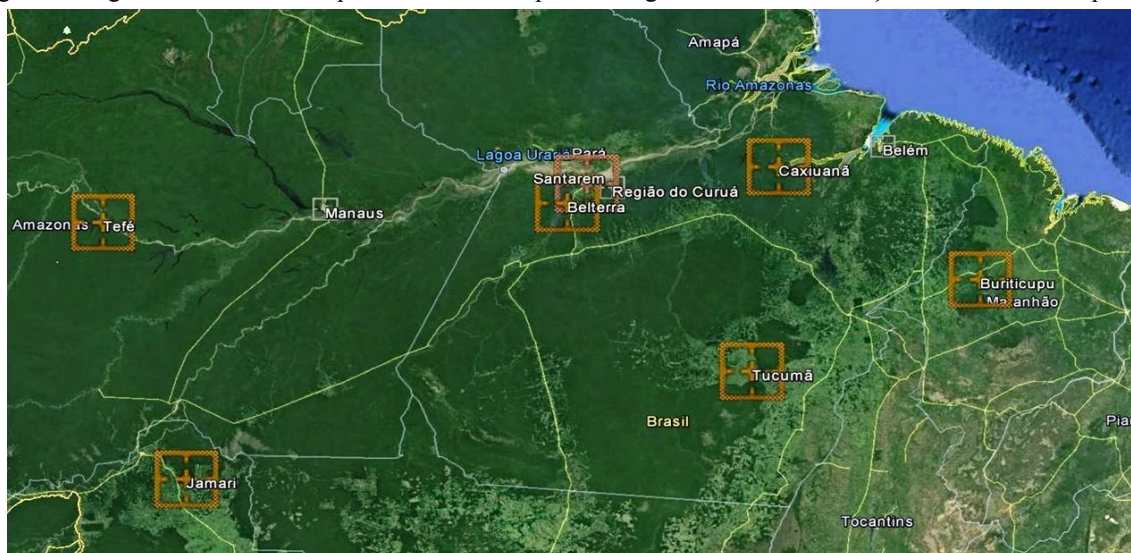 Amapá
Rio Amazonas
Belém
Lagoa Urariá
Pará
Caxiuanã
Santarem
Região do Curuá
Belterra
Manaus
Amazonas
Tefé
Buriticupu
Maranhão
Tucumã
Brasil
Jamari
Tocantins